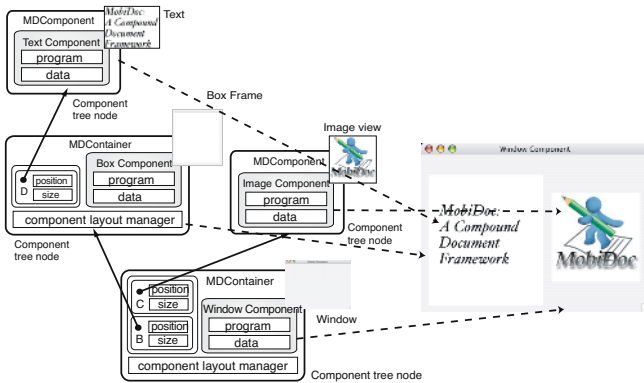 MDComponent
Text Component
program
data
MobiDoc:
A Compound
Document
Framework
Text
Component
tree node
Box Frame
MDContainer
Box Component
program
data
D
position
size
component layout manager
Component
tree node
Image view
MobiDoc
MDComponent
Image Component
program
data
Component
tree node
MDContainer
C
position
size
B
position
size
Window Component
program
data
component layout manager
Window
Component tree node
Window Component
MobiDoc:
A Compound
Document
Framework
MobiDoc